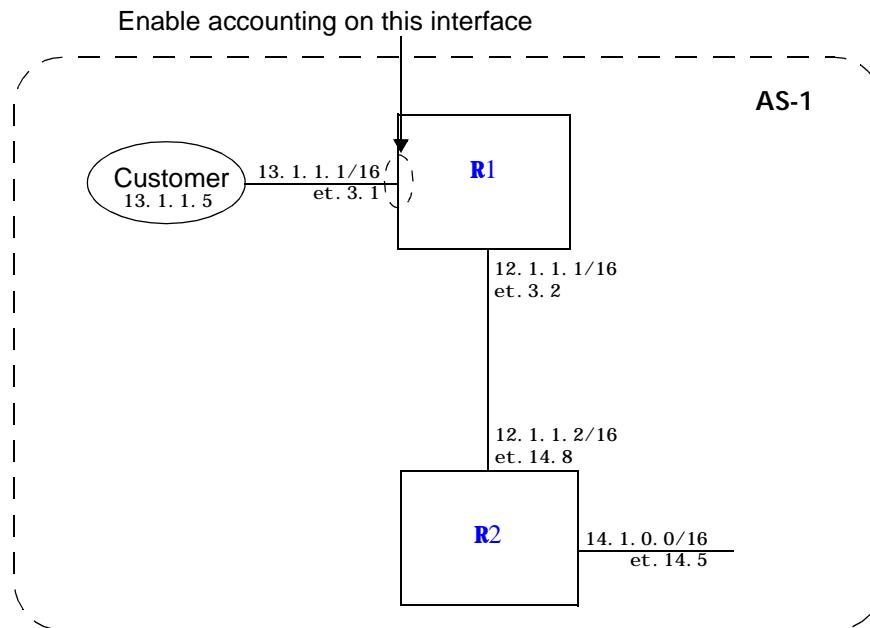 Enable accounting on this interface
AS-1
R1
Customer
13.1.1.5
13.1.1.1/16
et.3.1
12.1.1.1/16
et.3.2
12.1.1.2/16
et.14.8
R2
14.1.0.0/16
et.14.5